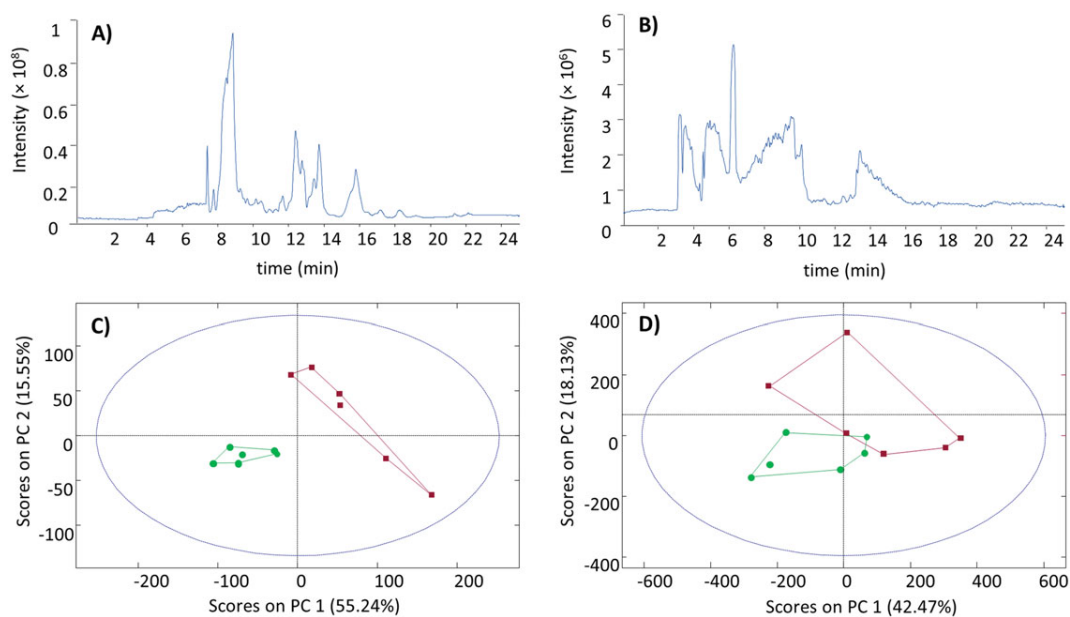 A)
Intensity (× 10⁸)
1
0.8
0.6
0.4
0.2
0
2 4 6 8 10 12 14 16 18 20 22 24
time (min)
B)
Intensity (× 10⁶)
6
5
4
3
2
1
0
2 4 6 8 10 12 14 16 18 20 22 24
time (min)
C)
Scores on PC 2 (15.55%)
100
50
0
-50
-100
-200 -100 0 100 200
Scores on PC 1 (55.24%)
D)
Scores on PC 2 (18.13%)
400
200
0
-200
-400
-600 -400 -200 0 200 400 600
Scores on PC 1 (42.47%)